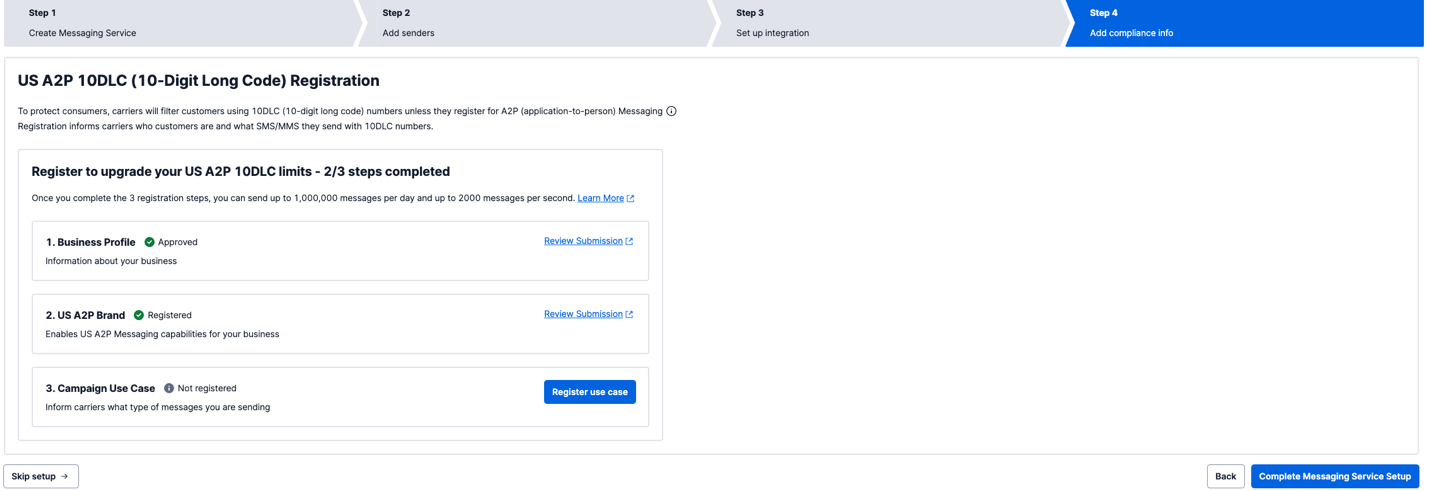 Step 1
Create Messaging Service
Step 2
Add senders
Step 3
Set up integration
Step 4
Add compliance info
US A2P 10DLC (10-Digit Long Code) Registration
To protect consumers, carriers will filter customers using 10DLC (10-digit long code) numbers unless they register for A2P (application-to-person) Messaging
Registration informs carriers who customers are and what SMS/MMS they send with 10DLC numbers.
Register to upgrade your US A2P 10DLC limits - 2/3 steps completed
Once you complete the 3 registration steps, you can send up to 1,000,000 messages per day and up to 2000 messages per second. Learn More
1. Business Profile Approved Review Submission
Information about your business
2. US A2P Brand Registered Review Submission
Enables US A2P Messaging capabilities for your business
3. Campaign Use Case Not registered Register use case
Inform carriers what type of messages you are sending
Skip setup → Back Complete Messaging Service Setup